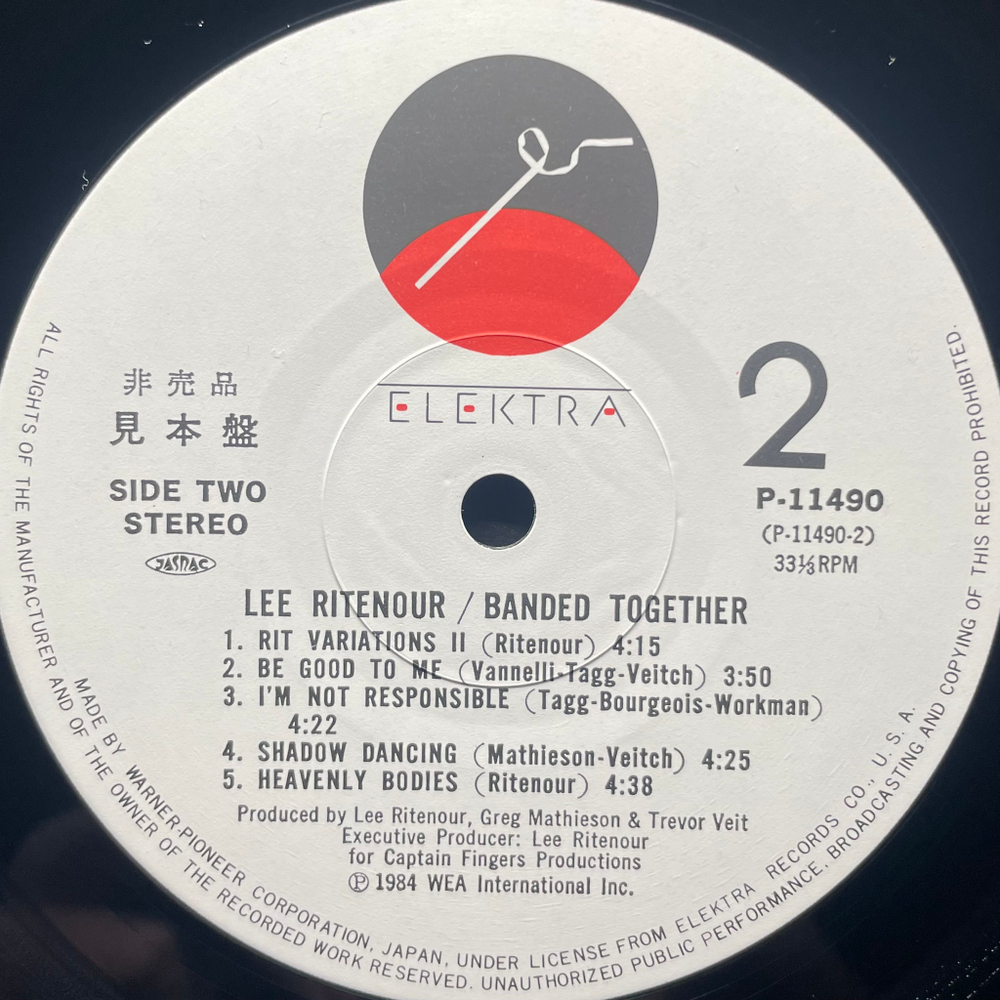 ELEKTRA
非売品
見本盤
SIDE TWO
STEREO
JASRAC
2
P-11490
(P-11490-2)
33⅓RPM
LEE RITENOUR / BANDED TOGETHER
1. RIT VARIATIONS II (Ritenour) 4:15
2. BE GOOD TO ME (Vannelli-Tagg-Veitch) 3:50
3. I'M NOT RESPONSIBLE (Tagg-Bourgeois-Workman)
4:22
4. SHADOW DANCING (Mathieson-Veitch) 4:25
5. HEAVENLY BODIES (Ritenour) 4:38
Produced by Lee Ritenour, Greg Mathieson & Trevor Veit
Executive Producer: Lee Ritenour
for Captain Fingers Productions
Ⓟ 1984 WEA International Inc.
MADE BY WARNER-PIONEER CORPORATION, JAPAN, UNDER LICENSE FROM ELEKTRA RECORDS CO., U. S. A.
ALL RIGHTS OF THE MANUFACTURER AND OF THE OWNER OF THE RECORDED WORK RESERVED. UNAUTHORIZED PUBLIC PERFORMANCE, BROADCASTING AND COPYING OF THIS RECORD PROHIBITED.